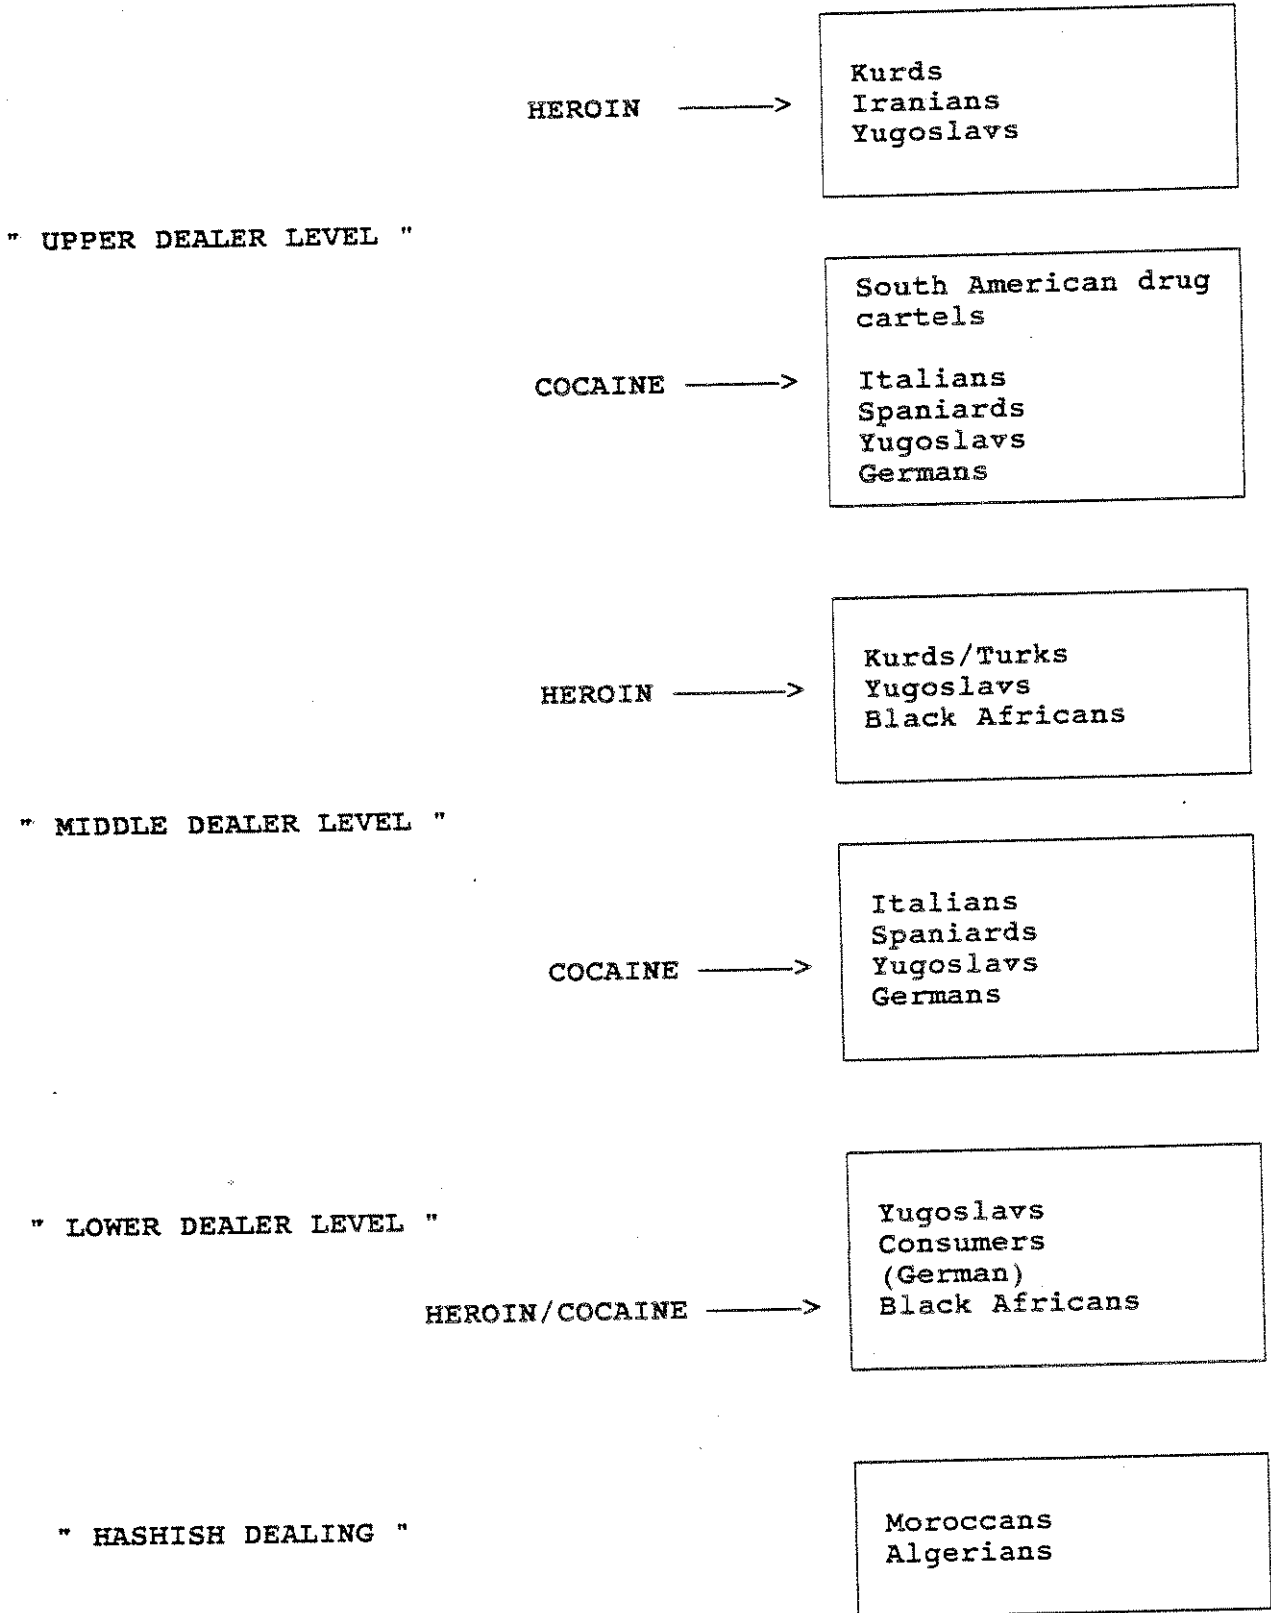 Kurds
HEROIN ———> Iranians
Yugoslavs
" UPPER DEALER LEVEL "
South American drug
cartels
COCAINE ———> Italians
Spaniards
Yugoslavs
Germans
Kurds/Turks
HEROIN ———> Yugoslavs
Black Africans
" MIDDLE DEALER LEVEL "
Italians
Spaniards
COCAINE ———> Yugoslavs
Germans
" LOWER DEALER LEVEL "
Yugoslavs
Consumers
(German)
HEROIN/COCAINE ———> Black Africans
" HASHISH DEALING "
Moroccans
Algerians